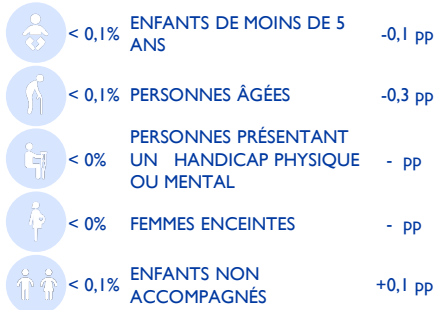 < 0,1% ENFANTS DE MOINS DE 5 ANS -0,1 pp
< 0,1% PERSONNES ÂGÉES -0,3 pp
< 0% PERSONNES PRÉSENTANT UN HANDICAP PHYSIQUE OU MENTAL - pp
< 0% FEMMES ENCEINTES - pp
< 0,1% ENFANTS NON ACCOMPAGNÉS +0,1 pp